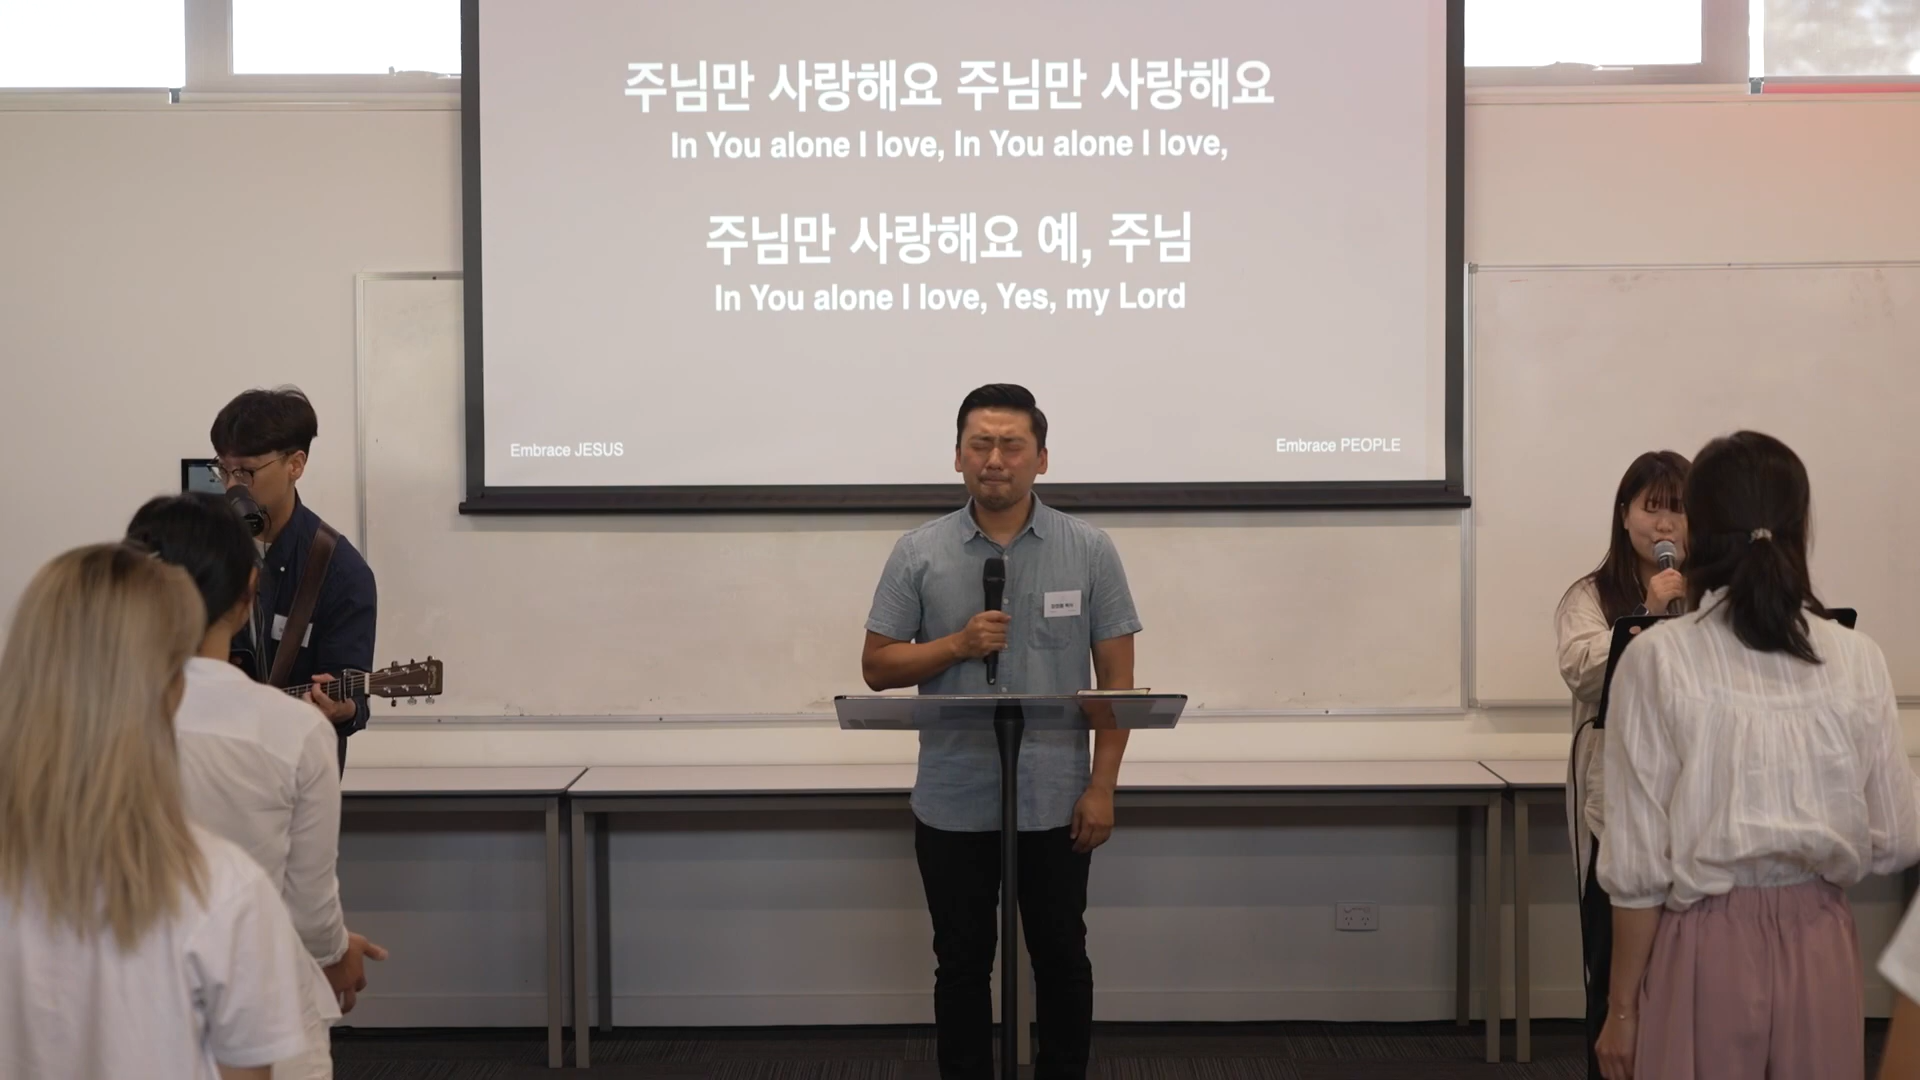 주님만 사랑해요 주님만 사랑해요
In You alone I love, In You alone I love,
주님만 사랑해요 예, 주님
In You alone I love, Yes, my Lord
Embrace JESUS
Embrace PEOPLE